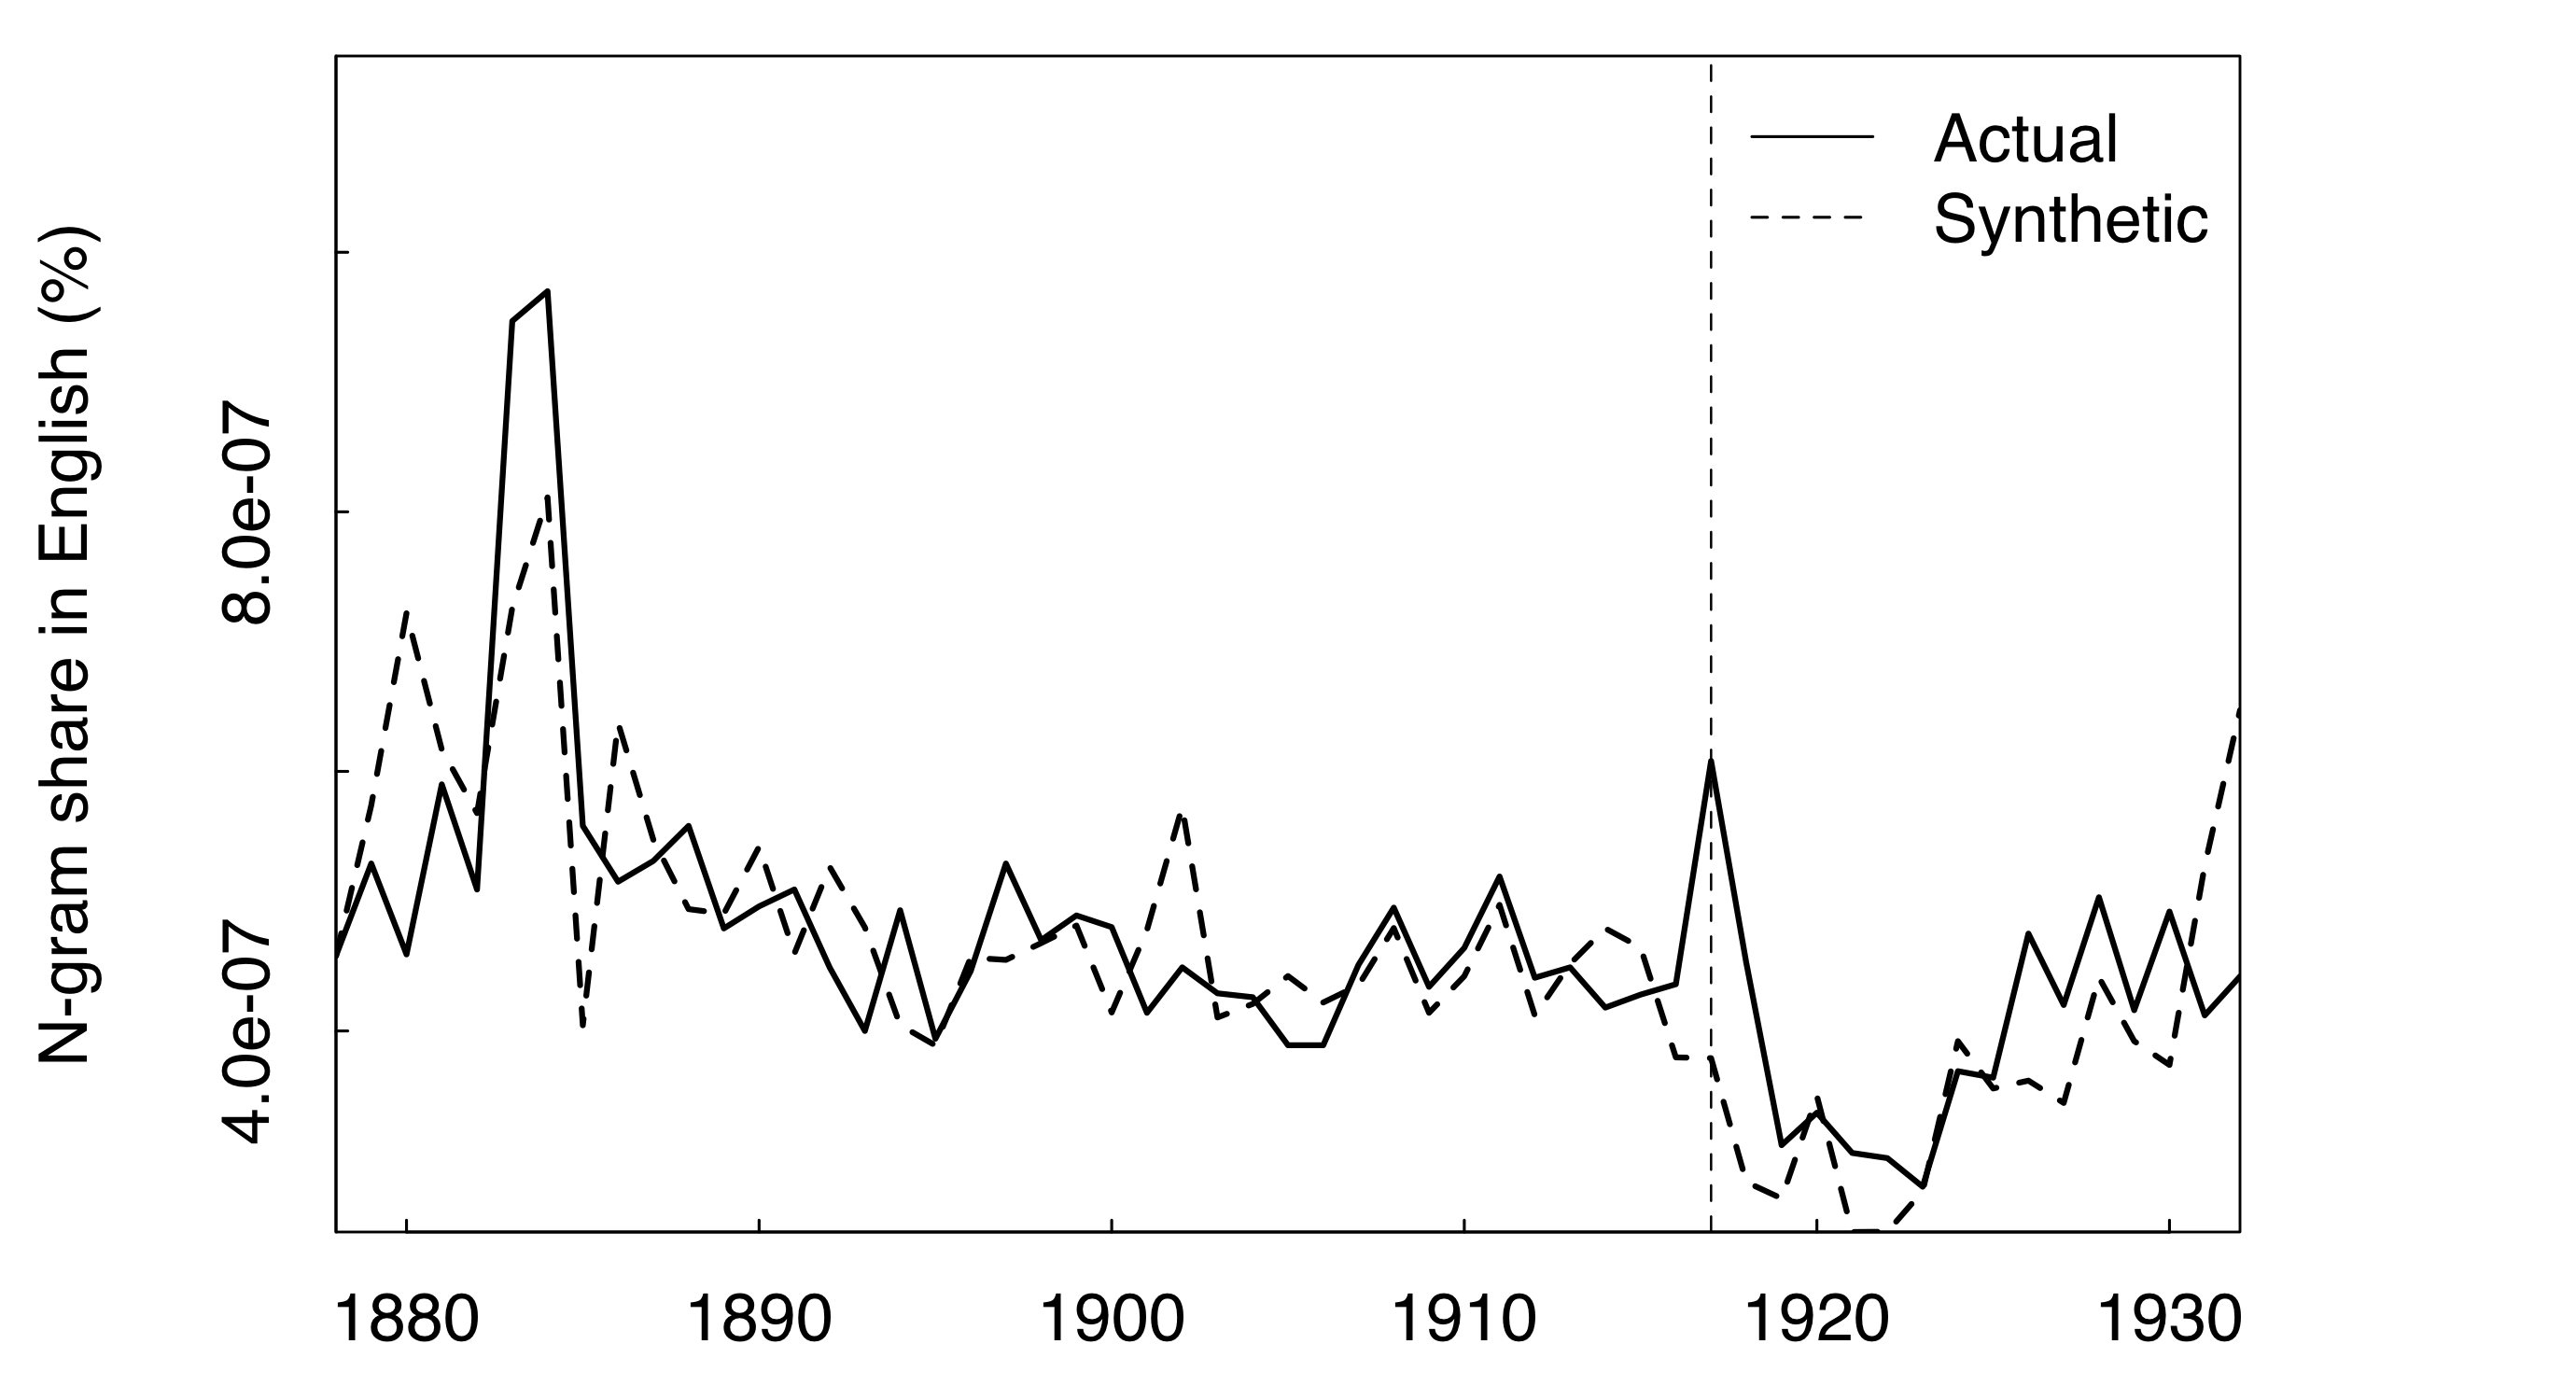 N-gram share in English (%)
8.0e-07
4.0e-07
Actual
Synthetic
1880 1890 1900 1910 1920 1930